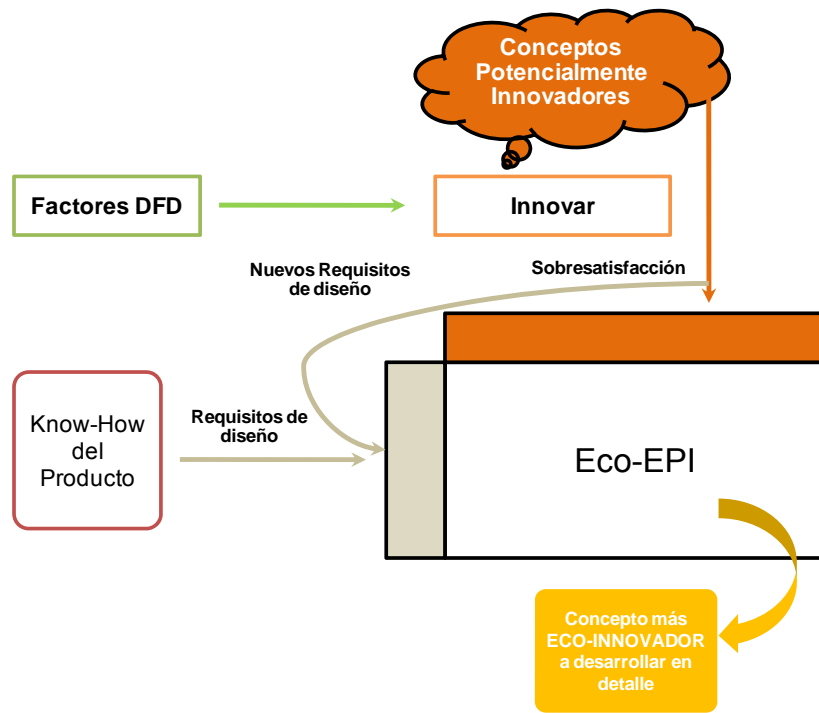 Conceptos
Potencialmente
Innovadores
Factores DFD
Innovar
Nuevos Requisitos
de diseño
Sobresatisfacción
Know-How
del
Producto
Requisitos de
diseño
Eco-EPI
Concepto más
ECO-INNOVADOR
a desarrollar en
detalle